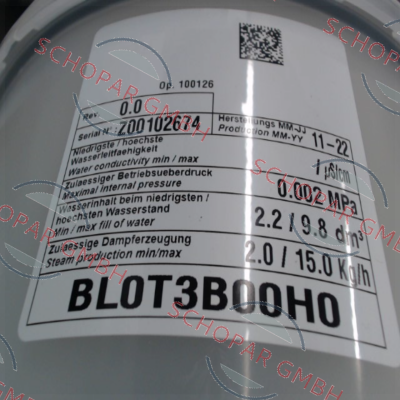 Op. 100126
Rev. 0.0
Serial N°: Z00102674
Herstellungs MM-JJ
Production MM-YY 11-22
Niedrigste / hoechste
Wasserleitfaehigkeit
Water conductivity min / max / µS/cm
Zulaessiger Betriebsueberdruck
Maximal internal pressure 0.002 MPa
Wasserinhalt beim niedrigsten /
hoechsten Wasserstand
Min / max fill of water 2.2 / 9.8 dm³
Zulaessige Dampferzeugung
Steam production min/max 2.0 / 15.0 Kg/h
BL0T3B00H0
SCHOPAR GMBH
SCHOPAR GMBH
SCHOPAR GMBH